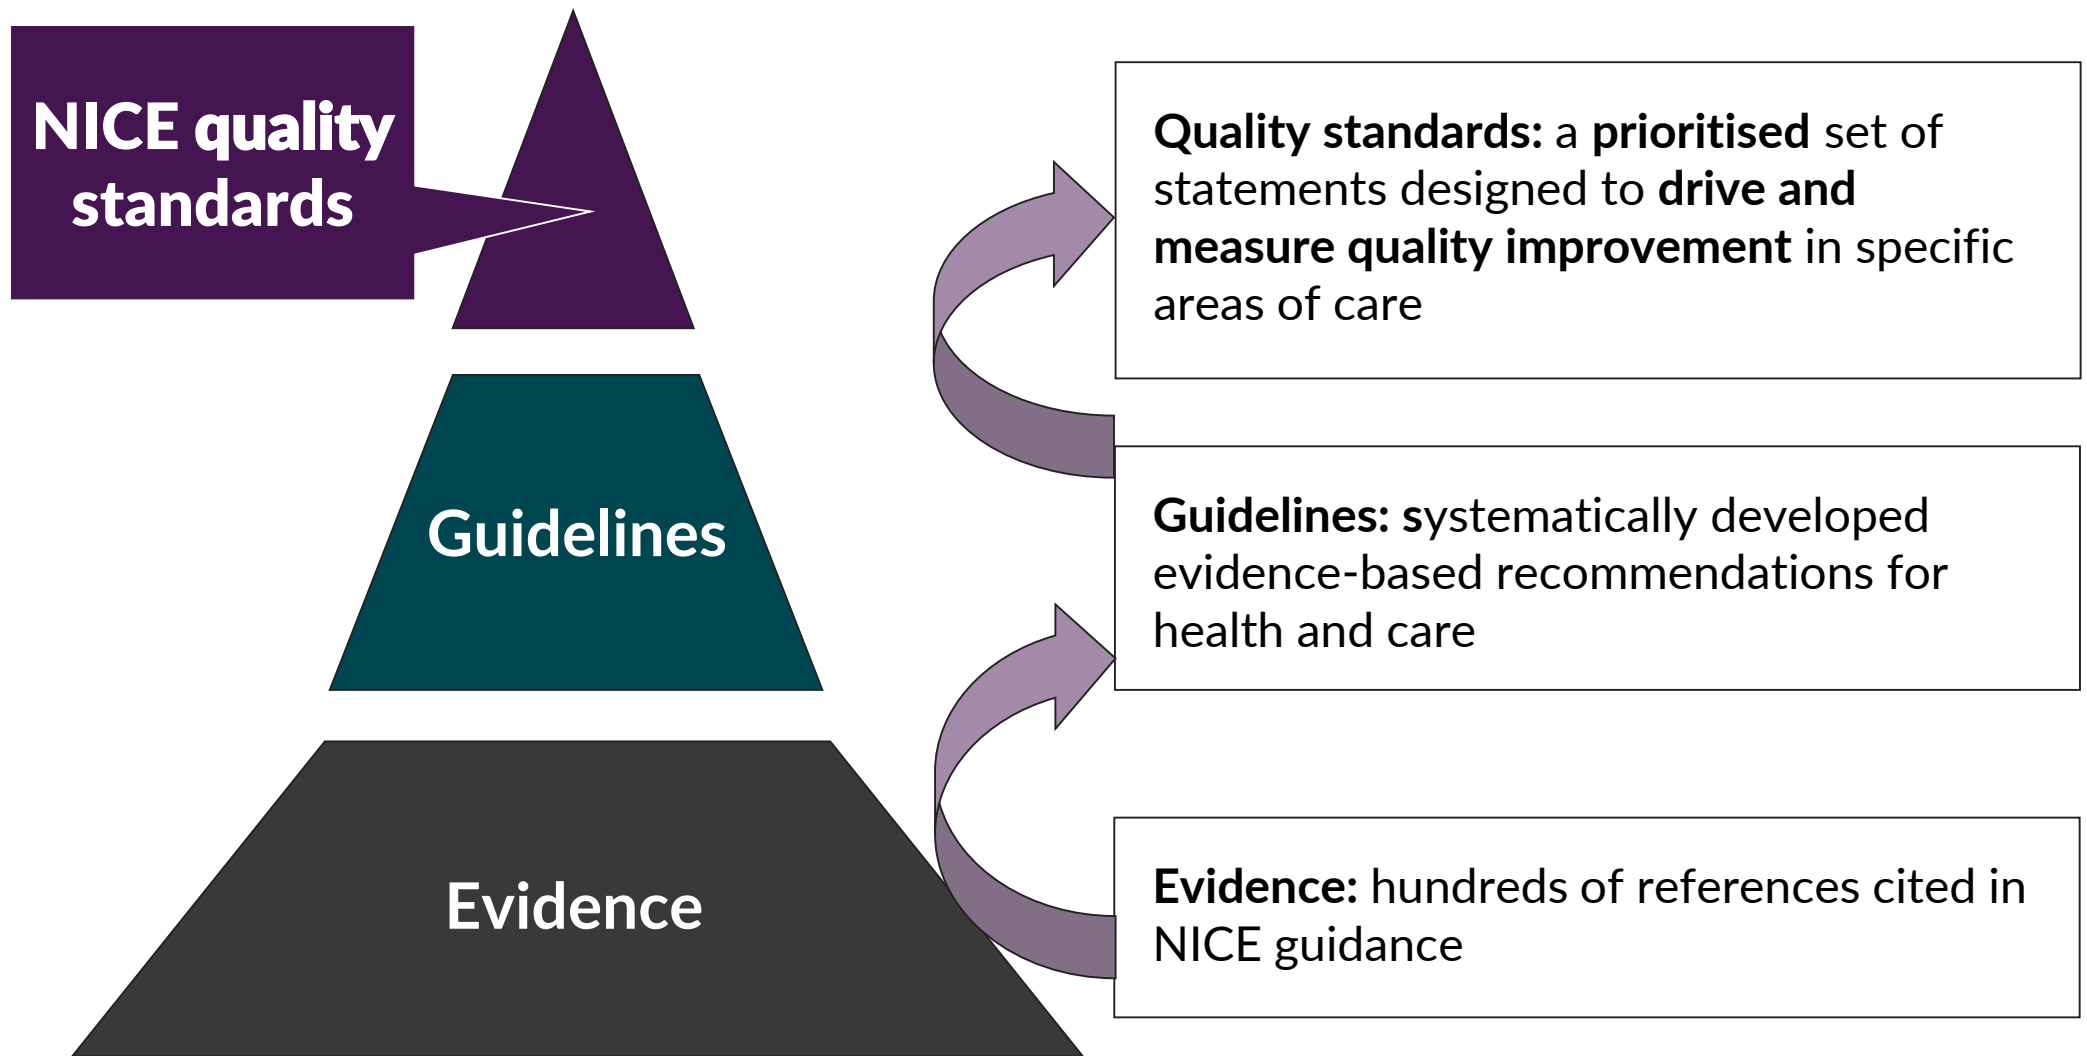 NICE quality
standards
Quality standards: a prioritised set of
statements designed to drive and
measure quality improvement in specific
areas of care
Guidelines
Guidelines: systematically developed
evidence-based recommendations for
health and care
Evidence
Evidence: hundreds of references cited in
NICE guidance